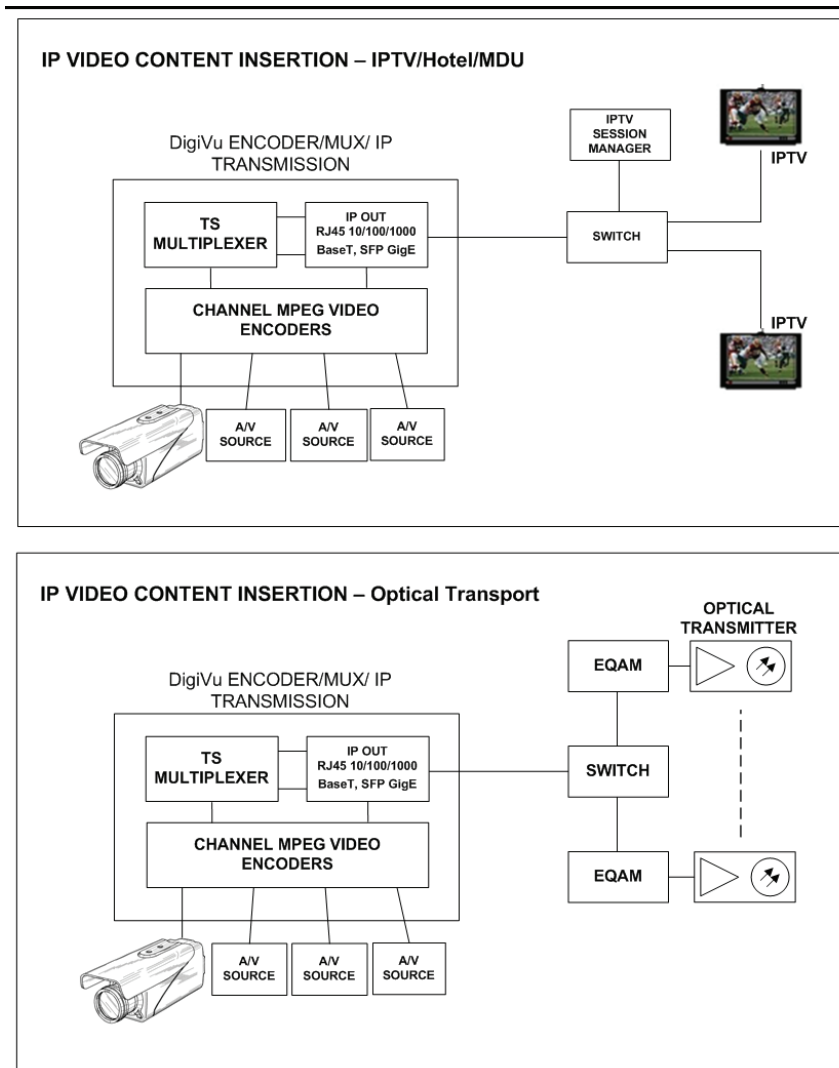 IP VIDEO CONTENT INSERTION – IPTV/Hotel/MDU
DigiVu ENCODER/MUX/ IP
TRANSMISSION
TS
MULTIPLEXER
IP OUT
RJ45 10/100/1000
BaseT, SFP GigE
CHANNEL MPEG VIDEO
ENCODERS
A/V
SOURCE
A/V
SOURCE
A/V
SOURCE
IPTV
SESSION
MANAGER
SWITCH
IPTV
IPTV
IP VIDEO CONTENT INSERTION – Optical Transport
DigiVu ENCODER/MUX/ IP
TRANSMISSION
TS
MULTIPLEXER
IP OUT
RJ45 10/100/1000
BaseT, SFP GigE
CHANNEL MPEG VIDEO
ENCODERS
A/V
SOURCE
A/V
SOURCE
A/V
SOURCE
EQAM
SWITCH
EQAM
OPTICAL
TRANSMITTER